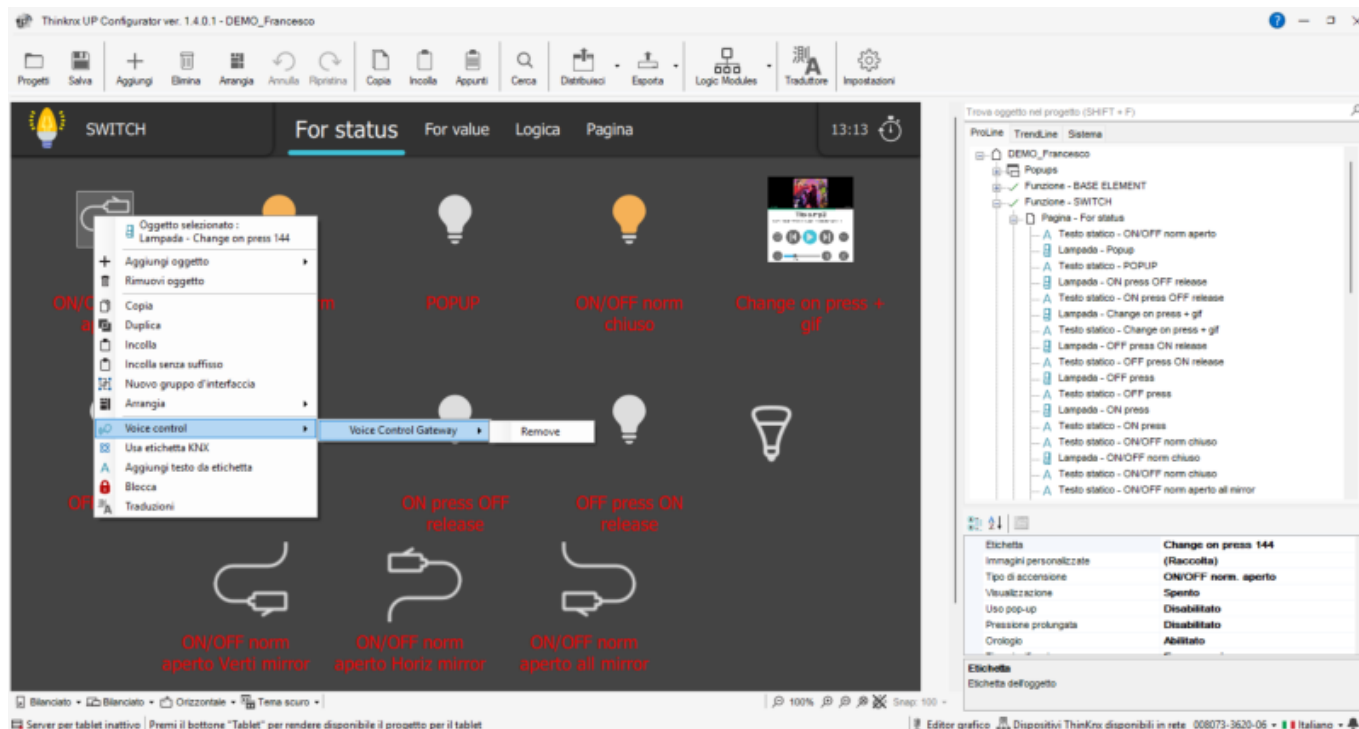 Thinknx UP Configurator ver. 1.4.0.1 - DEMO_Francesco
Progetti Salva Aggiungi Elimina Arrangia Annulla Ripristina Copia Incolla Appunti Cerca Distribuisci Esporta Logic Modules Traduttore Impostazioni
SWITCH For status For value Logica Pagina 13:13
Oggetto selezionato :
Lampada - Change on press 144
Aggiungi oggetto
Rimuovi oggetto
Copia
Duplica
Incolla
Incolla senza suffisso
Nuovo gruppo d'interfaccia
Arrangia
Voice control
Usa etichetta KNX
Aggiungi testo da etichetta
Blocca
Traduzioni
Voice Control Gateway
Remove
POPUP
ON/OFF norm
chiuso
Change on press +
gif
ON press OFF
release
OFF press ON
release
ON/OFF norm
aperto Verti mirror
ON/OFF norm
aperto Horiz mirror
ON/OFF norm
aperto all mirror
Trova oggetto nel progetto (SHIFT + F)
ProLine TrendLine Sistema
DEMO_Francesco
Popups
Funzione - BASE ELEMENT
Funzione - SWITCH
Pagina - For status
Testo statico - ON/OFF norm aperto
Lampada - Popup
Testo statico - POPUP
Lampada - ON press OFF release
Testo statico - ON press OFF release
Lampada - Change on press + gif
Testo statico - Change on press + gif
Lampada - OFF press ON release
Testo statico - OFF press ON release
Lampada - OFF press
Testo statico - OFF press
Lampada - ON press
Testo statico - ON press
Testo statico - ON/OFF norm chiuso
Lampada - ON/OFF norm chiuso
Testo statico - ON/OFF norm chiuso
Testo statico - ON/OFF norm aperto all mirror
Etichetta Change on press 144
Immagini personalizzate (Raccolta)
Tipo di accensione ON/OFF norm. aperto
Visualizzazione Spento
Uso pop-up Disabilitato
Pressione prolungata Disabilitato
Orologio Abilitato
Etichetta
Etichetta dell'oggetto
Bilanciato Bilanciato Orizzontale Tema scuro 100% Snap: 100
Server per tablet inattivo Premi il bottone "Tablet" per rendere disponibile il progetto per il tablet Editor grafico Dispositivi ThinKnx disponibili in rete 008073-3620-06 Italiano